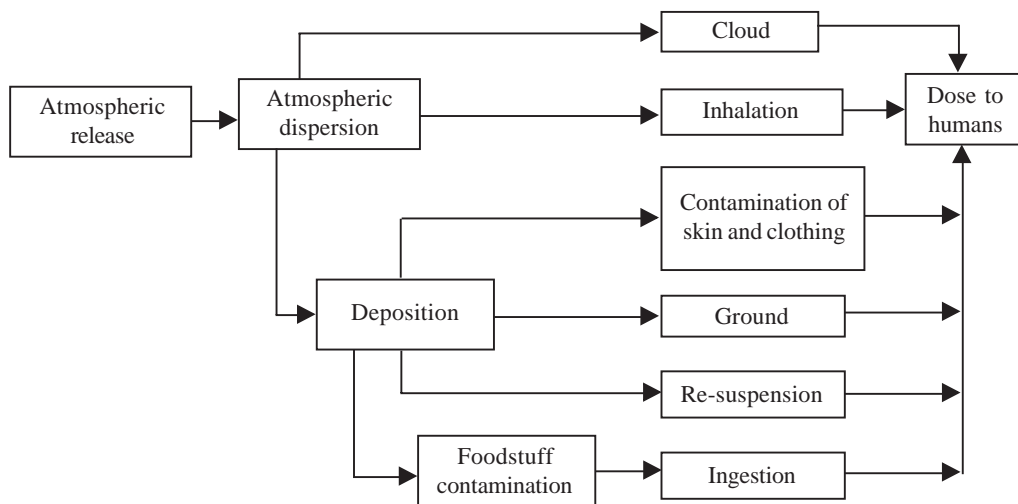 Cloud
Atmospheric
release
Atmospheric
dispersion
Inhalation
Dose to
humans
Contamination of
skin and clothing
Deposition
Ground
Re-suspension
Foodstuff
contamination
Ingestion